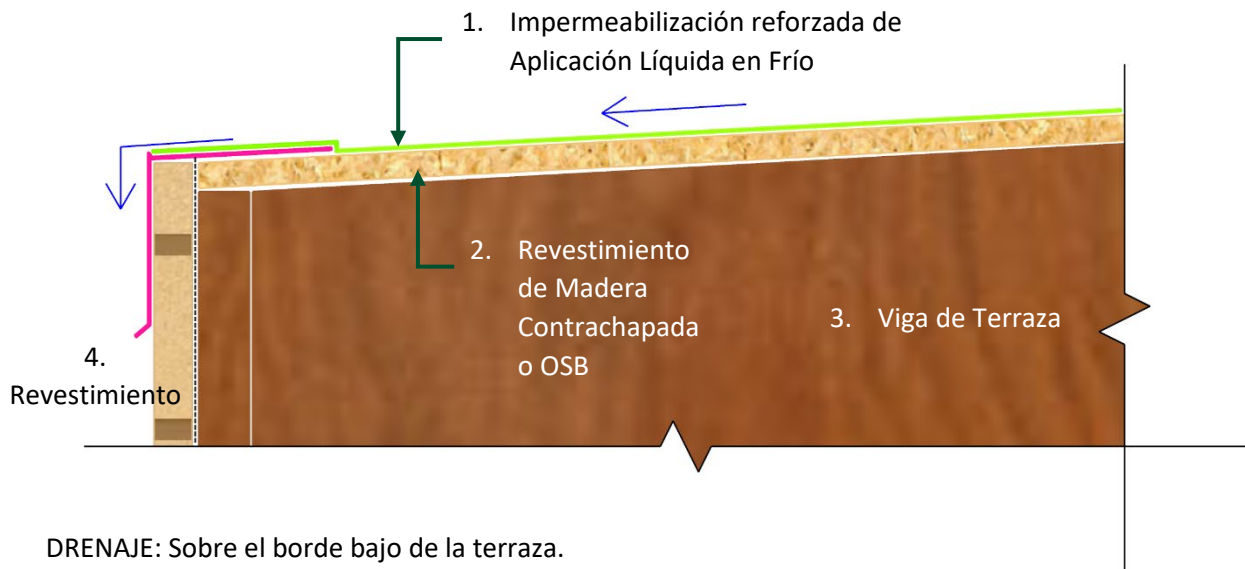 1. Impermeabilización reforzada de
Aplicación Líquida en Frío
2. Revestimiento
de Madera
Contrachapada
o OSB
3. Viga de Terraza
4.
Revestimiento
DRENAJE: Sobre el borde bajo de la terraza.